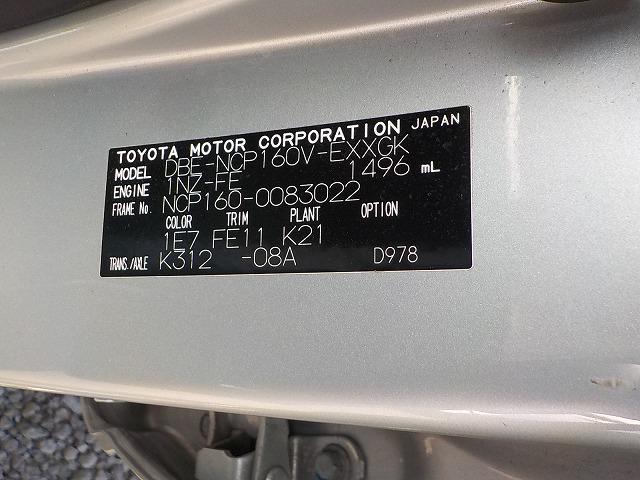 TOYOTA MOTOR CORPORATION JAPAN
MODEL DBE-NCP160V-EXXGK
ENGINE 1NZ-FE 1496 mL
FRAME No. NCP160-0083022
COLOR TRIM PLANT OPTION
1E7 FE11 K21
TRANS./AXLE K312 -08A D978